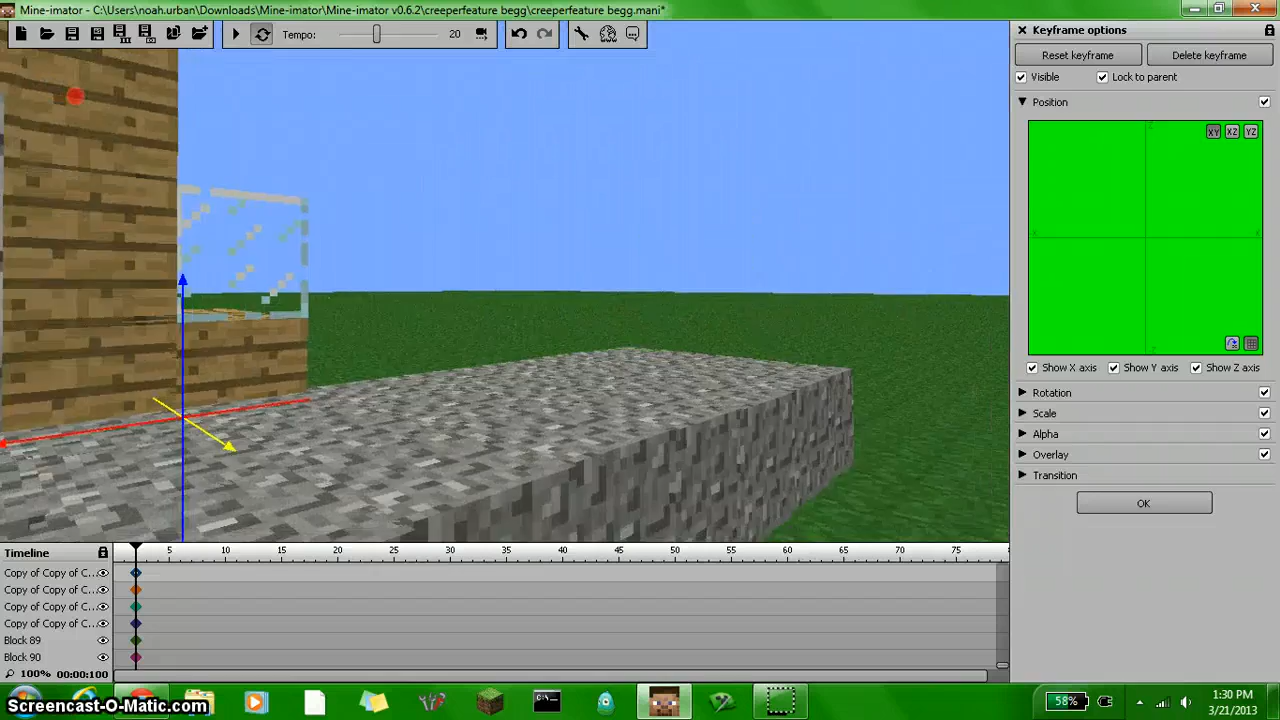 Mine-imator - C:\Users\noah.urban\Downloads\Mine-imator\Mine-imator v0.6.2\creeperfeature begg\creeperfeature begg.mani*
Tempo: 20
Keyframe options
Reset keyframe Delete keyframe
Visible Lock to parent
Position
XY XZ YZ
Show X axis Show Y axis Show Z axis
Rotation
Scale
Alpha
Overlay
Transition
OK
Timeline 5 10 15 20 25 30 35 40 45 50 55 60 65 70 75
Copy of Copy of C...
Copy of Copy of C...
Copy of Copy of C...
Copy of Copy of C...
Block 89
Block 90
100% 00:00:100
Screencast-O-Matic.com
58%
1:30 PM
3/21/2013